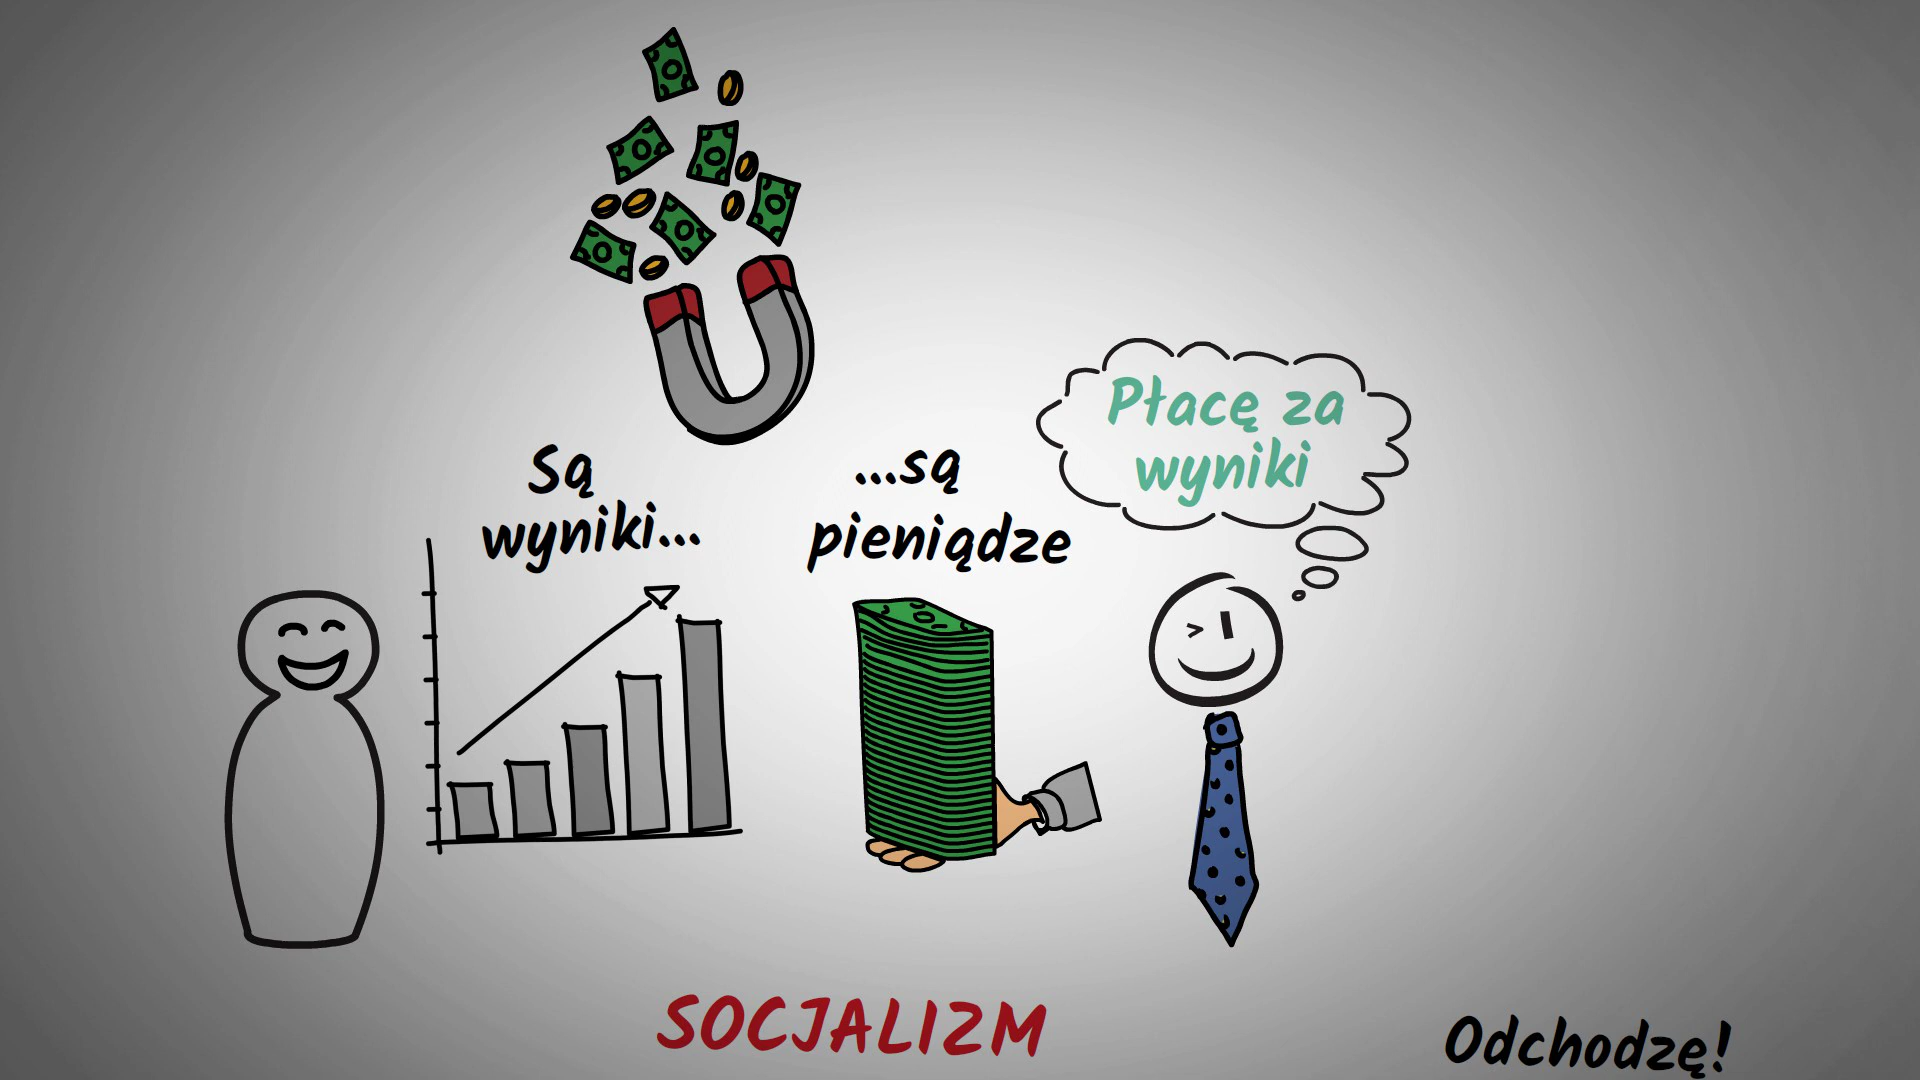 Płacę za
wyniki
Są
wyniki...
...są
pieniądze
SOCJALIZM
Odchodzę!